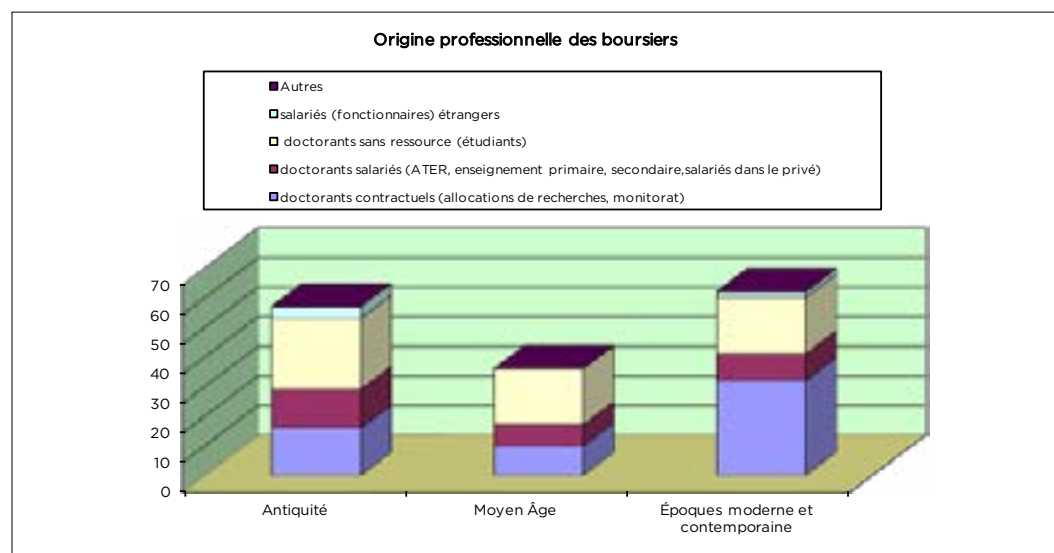 Origine professionnelle des boursiers
Autres
salariés (fonctionnaires) étrangers
doctorants sans ressource (étudiants)
doctorants salariés (ATER, enseignement primaire, secondaire,salariés dans le privé)
doctorants contractuels (allocations de recherches, monitorat)
70
60
50
40
30
20
10
0
Antiquité
Moyen Âge
Époques moderne et
contemporaine